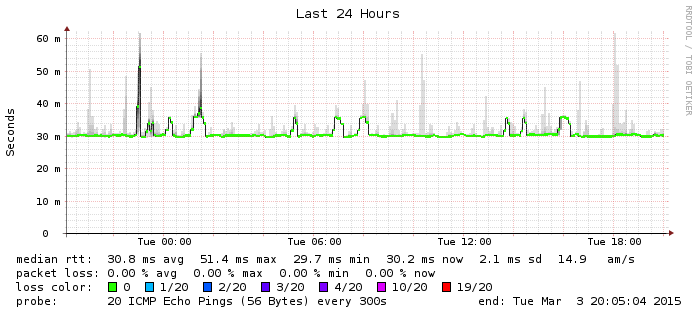 Last 24 Hours
RRDTOOL / TOBI OETIKER
Seconds
60 m
50 m
40 m
30 m
20 m
10 m
0
Tue 00:00 Tue 06:00 Tue 12:00 Tue 18:00
median rtt: 30.8 ms avg 51.4 ms max 29.7 ms min 30.2 ms now 2.1 ms sd 14.9 am/s
packet loss: 0.00 % avg 0.00 % max 0.00 % min 0.00 % now
loss color: 0 1/20 2/20 3/20 4/20 10/20 19/20
probe: 20 ICMP Echo Pings (56 Bytes) every 300s end: Tue Mar 3 20:05:04 2015